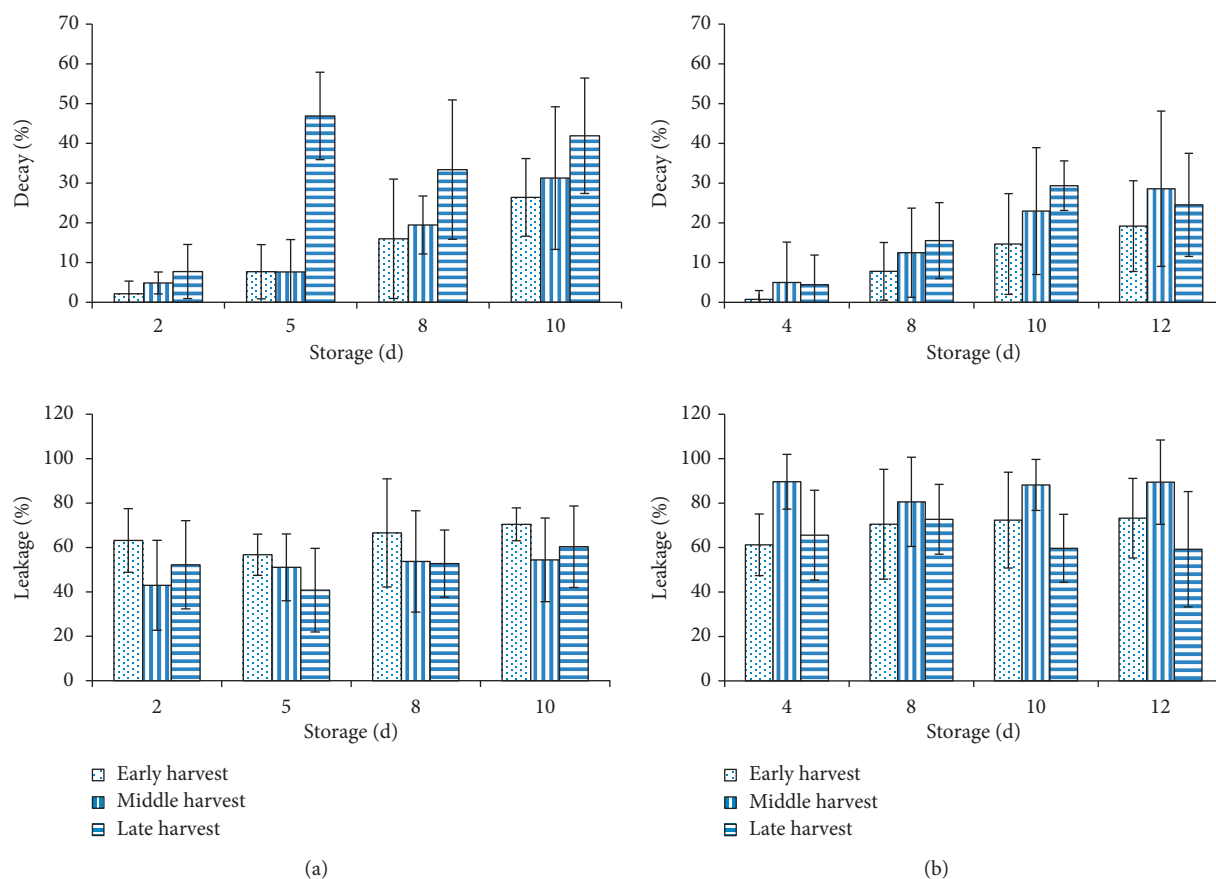 70
60
50
40
30
20
10
0
Decay (%)
2 5 8 10
Storage (d)
70
60
50
40
30
20
10
0
Decay (%)
4 8 10 12
Storage (d)
120
100
80
60
40
20
0
Leakage (%)
2 5 8 10
Storage (d)
Early harvest
Middle harvest
Late harvest
(a)
120
100
80
60
40
20
0
Leakage (%)
4 8 10 12
Storage (d)
Early harvest
Middle harvest
Late harvest
(b)